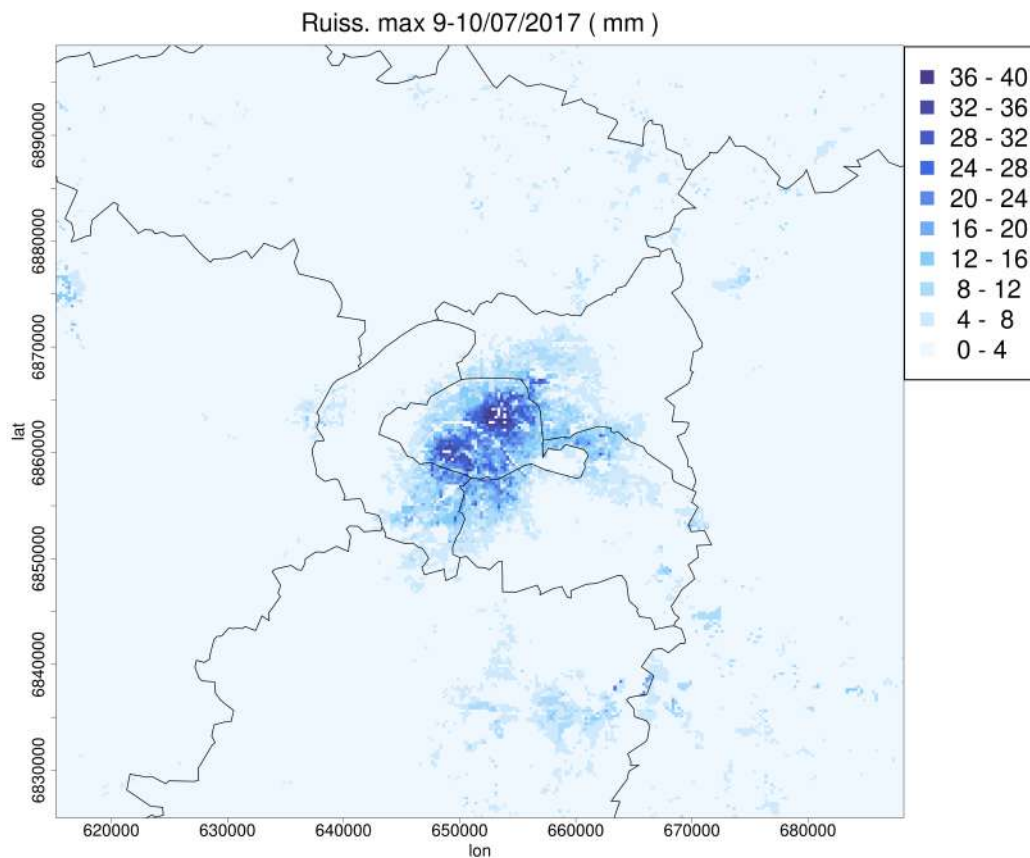 Ruiss. max 9-10/07/2017 ( mm )
36 - 40
32 - 36
28 - 32
24 - 28
20 - 24
16 - 20
12 - 16
8 - 12
4 - 8
0 - 4
lat
6890000
6880000
6870000
6860000
6850000
6840000
6830000
620000 630000 640000 650000 660000 670000 680000
lon